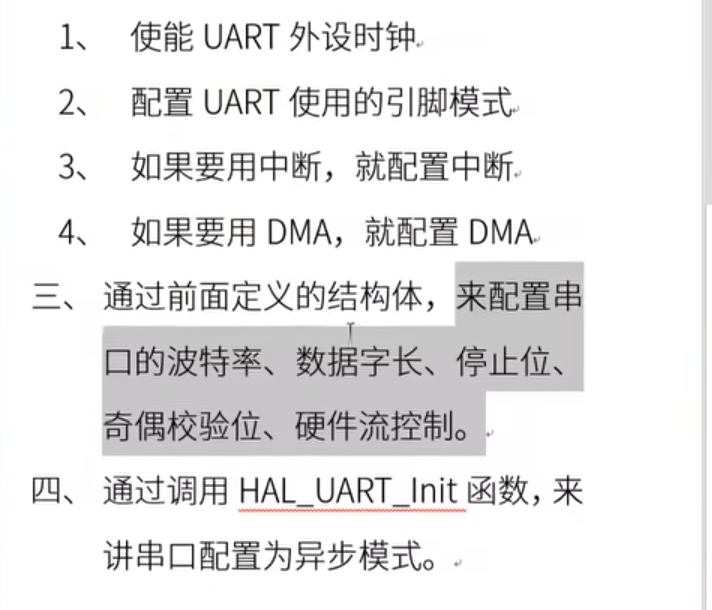 1、 使能 UART 外设时钟
2、 配置 UART 使用的引脚模式
3、 如果要用中断，就配置中断
4、 如果要用 DMA，就配置 DMA
三、 通过前面定义的结构体，来配置串
口的波特率、数据字长、停止位、
奇偶校验位、硬件流控制。
四、 通过调用 HAL_UART_Init 函数，来
讲串口配置为异步模式。